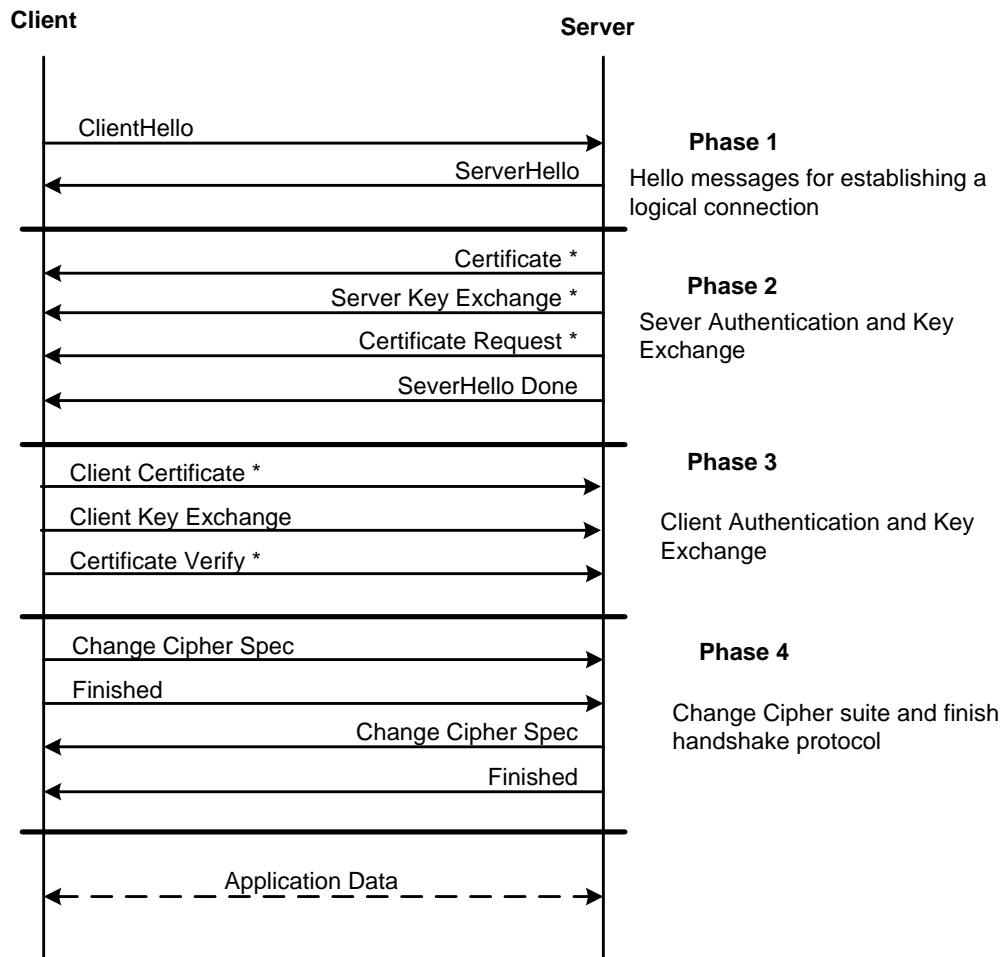 Client
Server
ClientHello
Phase 1
ServerHello
Hello messages for establishing a
logical connection
Certificate *
Phase 2
Server Key Exchange *
Sever Authentication and Key
Exchange
Certificate Request *
SeverHello Done
Phase 3
Client Certificate *
Client Key Exchange
Client Authentication and Key
Exchange
Certificate Verify *
Change Cipher Spec
Phase 4
Finished
Change Cipher suite and finish
handshake protocol
Change Cipher Spec
Finished
Application Data